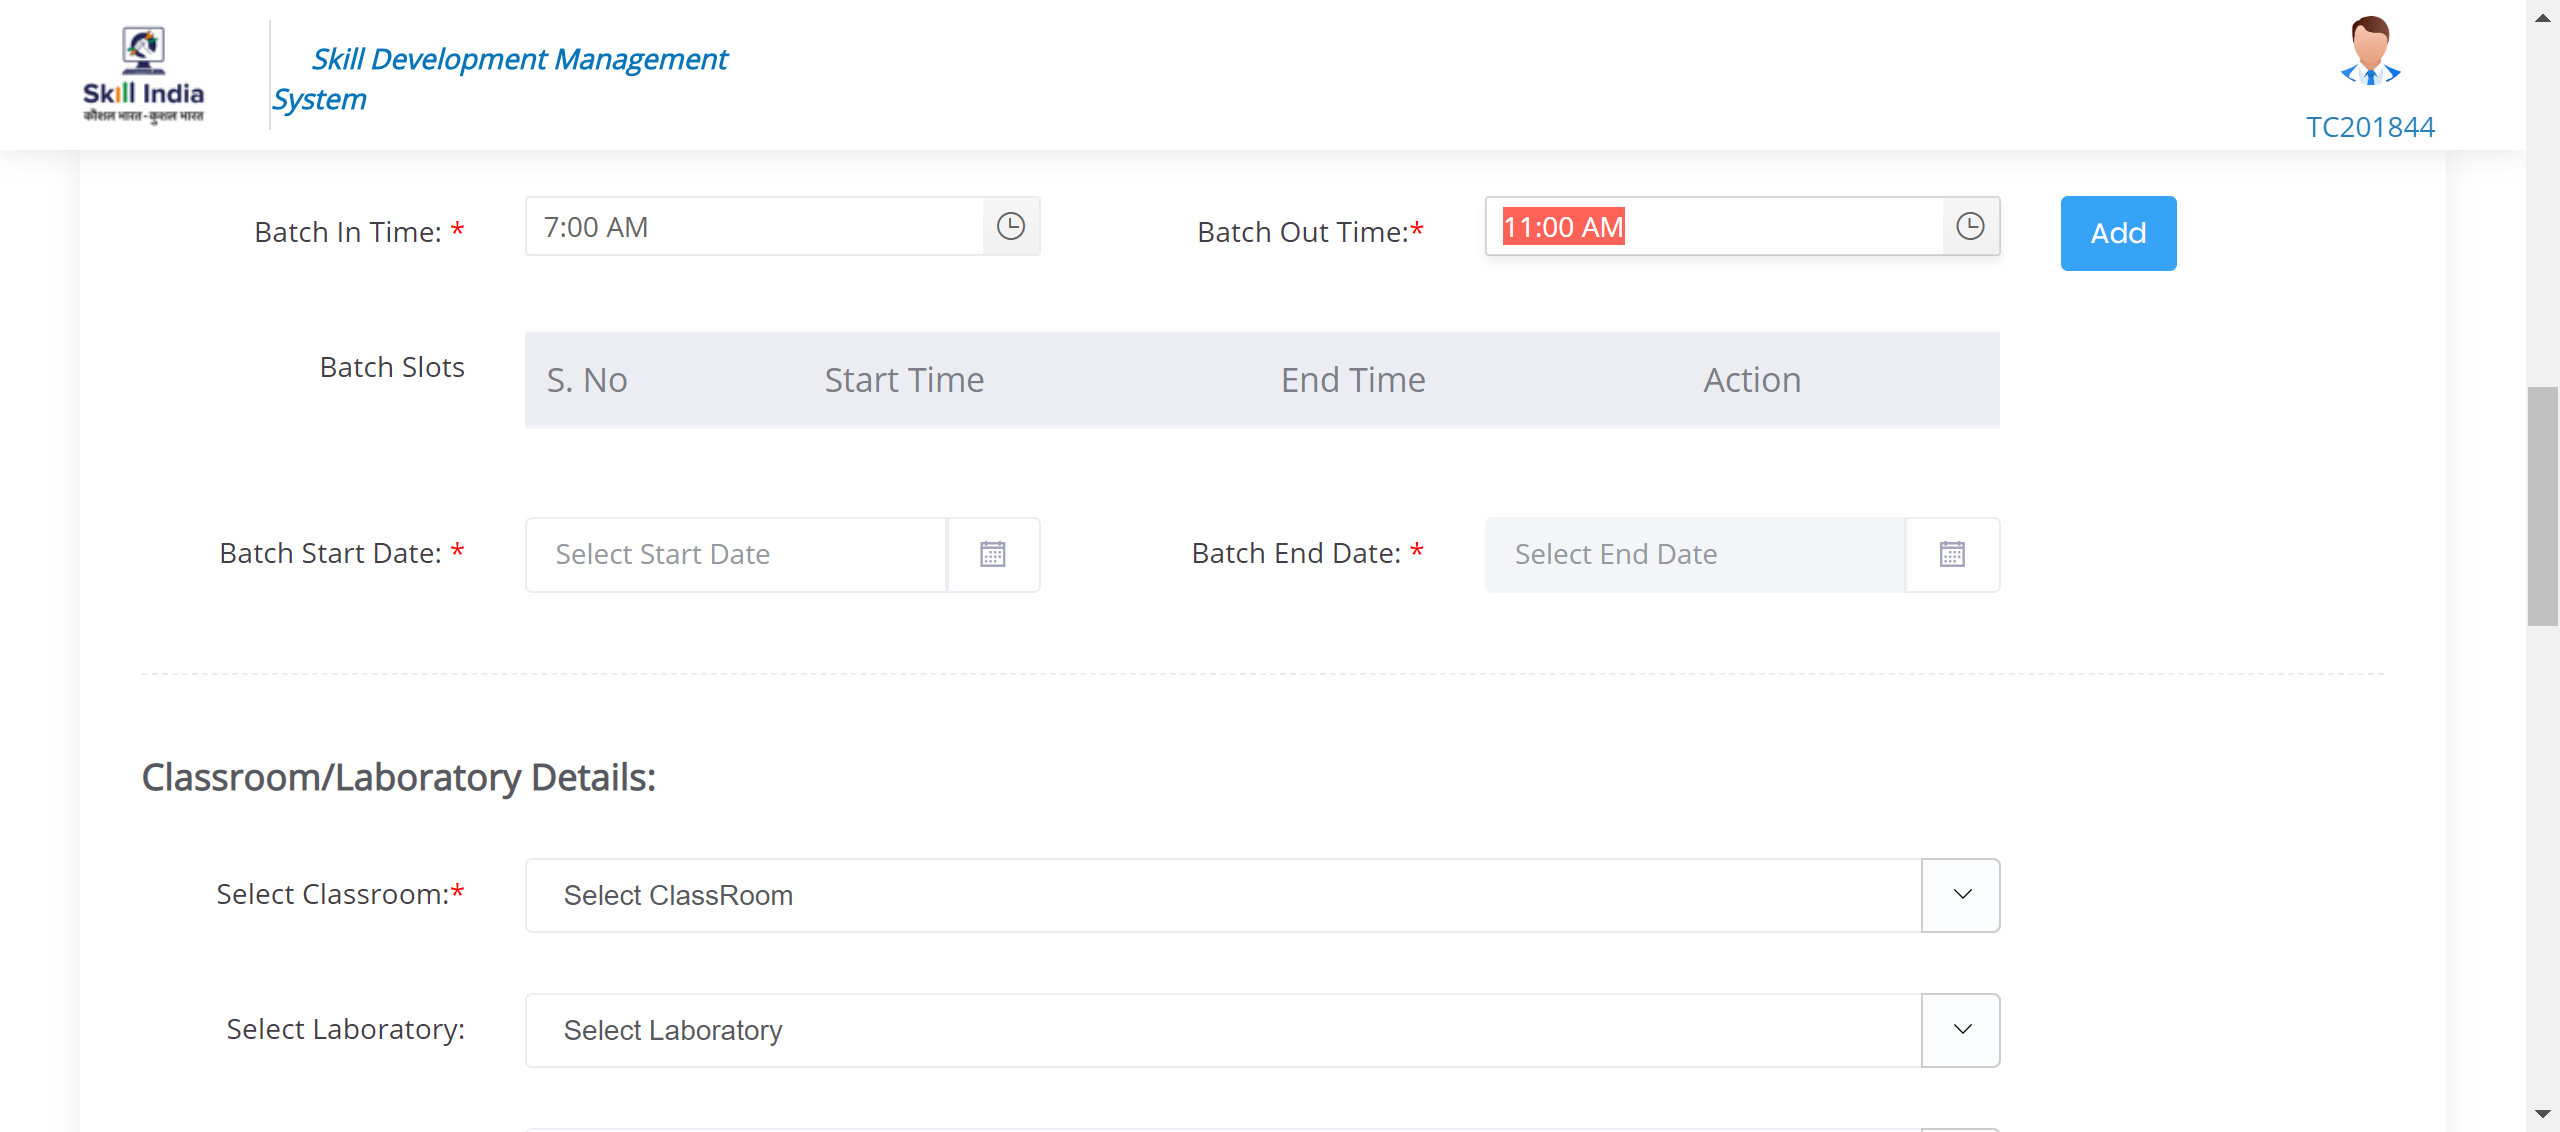 Skill India
कौशल भारत - कुशल भारत
Skill Development Management
System
TC201844
Batch In Time: *
7:00 AM
Batch Out Time:*
11:00 AM
Add
Batch Slots
S. No Start Time End Time Action
Batch Start Date: *
Select Start Date
Batch End Date: *
Select End Date
Classroom/Laboratory Details:
Select Classroom:*
Select ClassRoom
Select Laboratory:
Select Laboratory